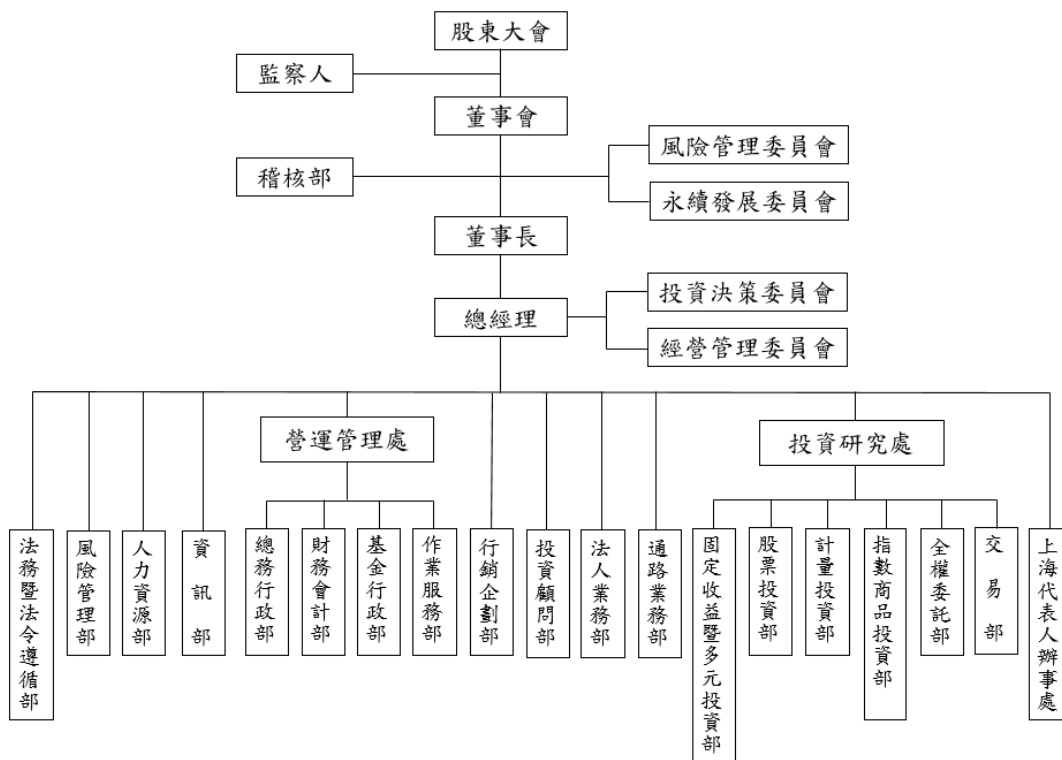 股東大會
監察人
董事會
風險管理委員會
稽核部
永續發展委員會
董事長
投資決策委員會
總經理
經營管理委員會
營運管理處
投資研究處
法務暨法令遵循部
風險管理部
人力資源部
資訊部
總務行政部
財務會計部
基金行政部
作業服務部
行銷企劃部
投資顧問部
法人業務部
通路業務部
固定收益暨多元投資部
股票投資部
計量投資部
指數商品投資部
全權委託部
交易部
上海代表人辦事處